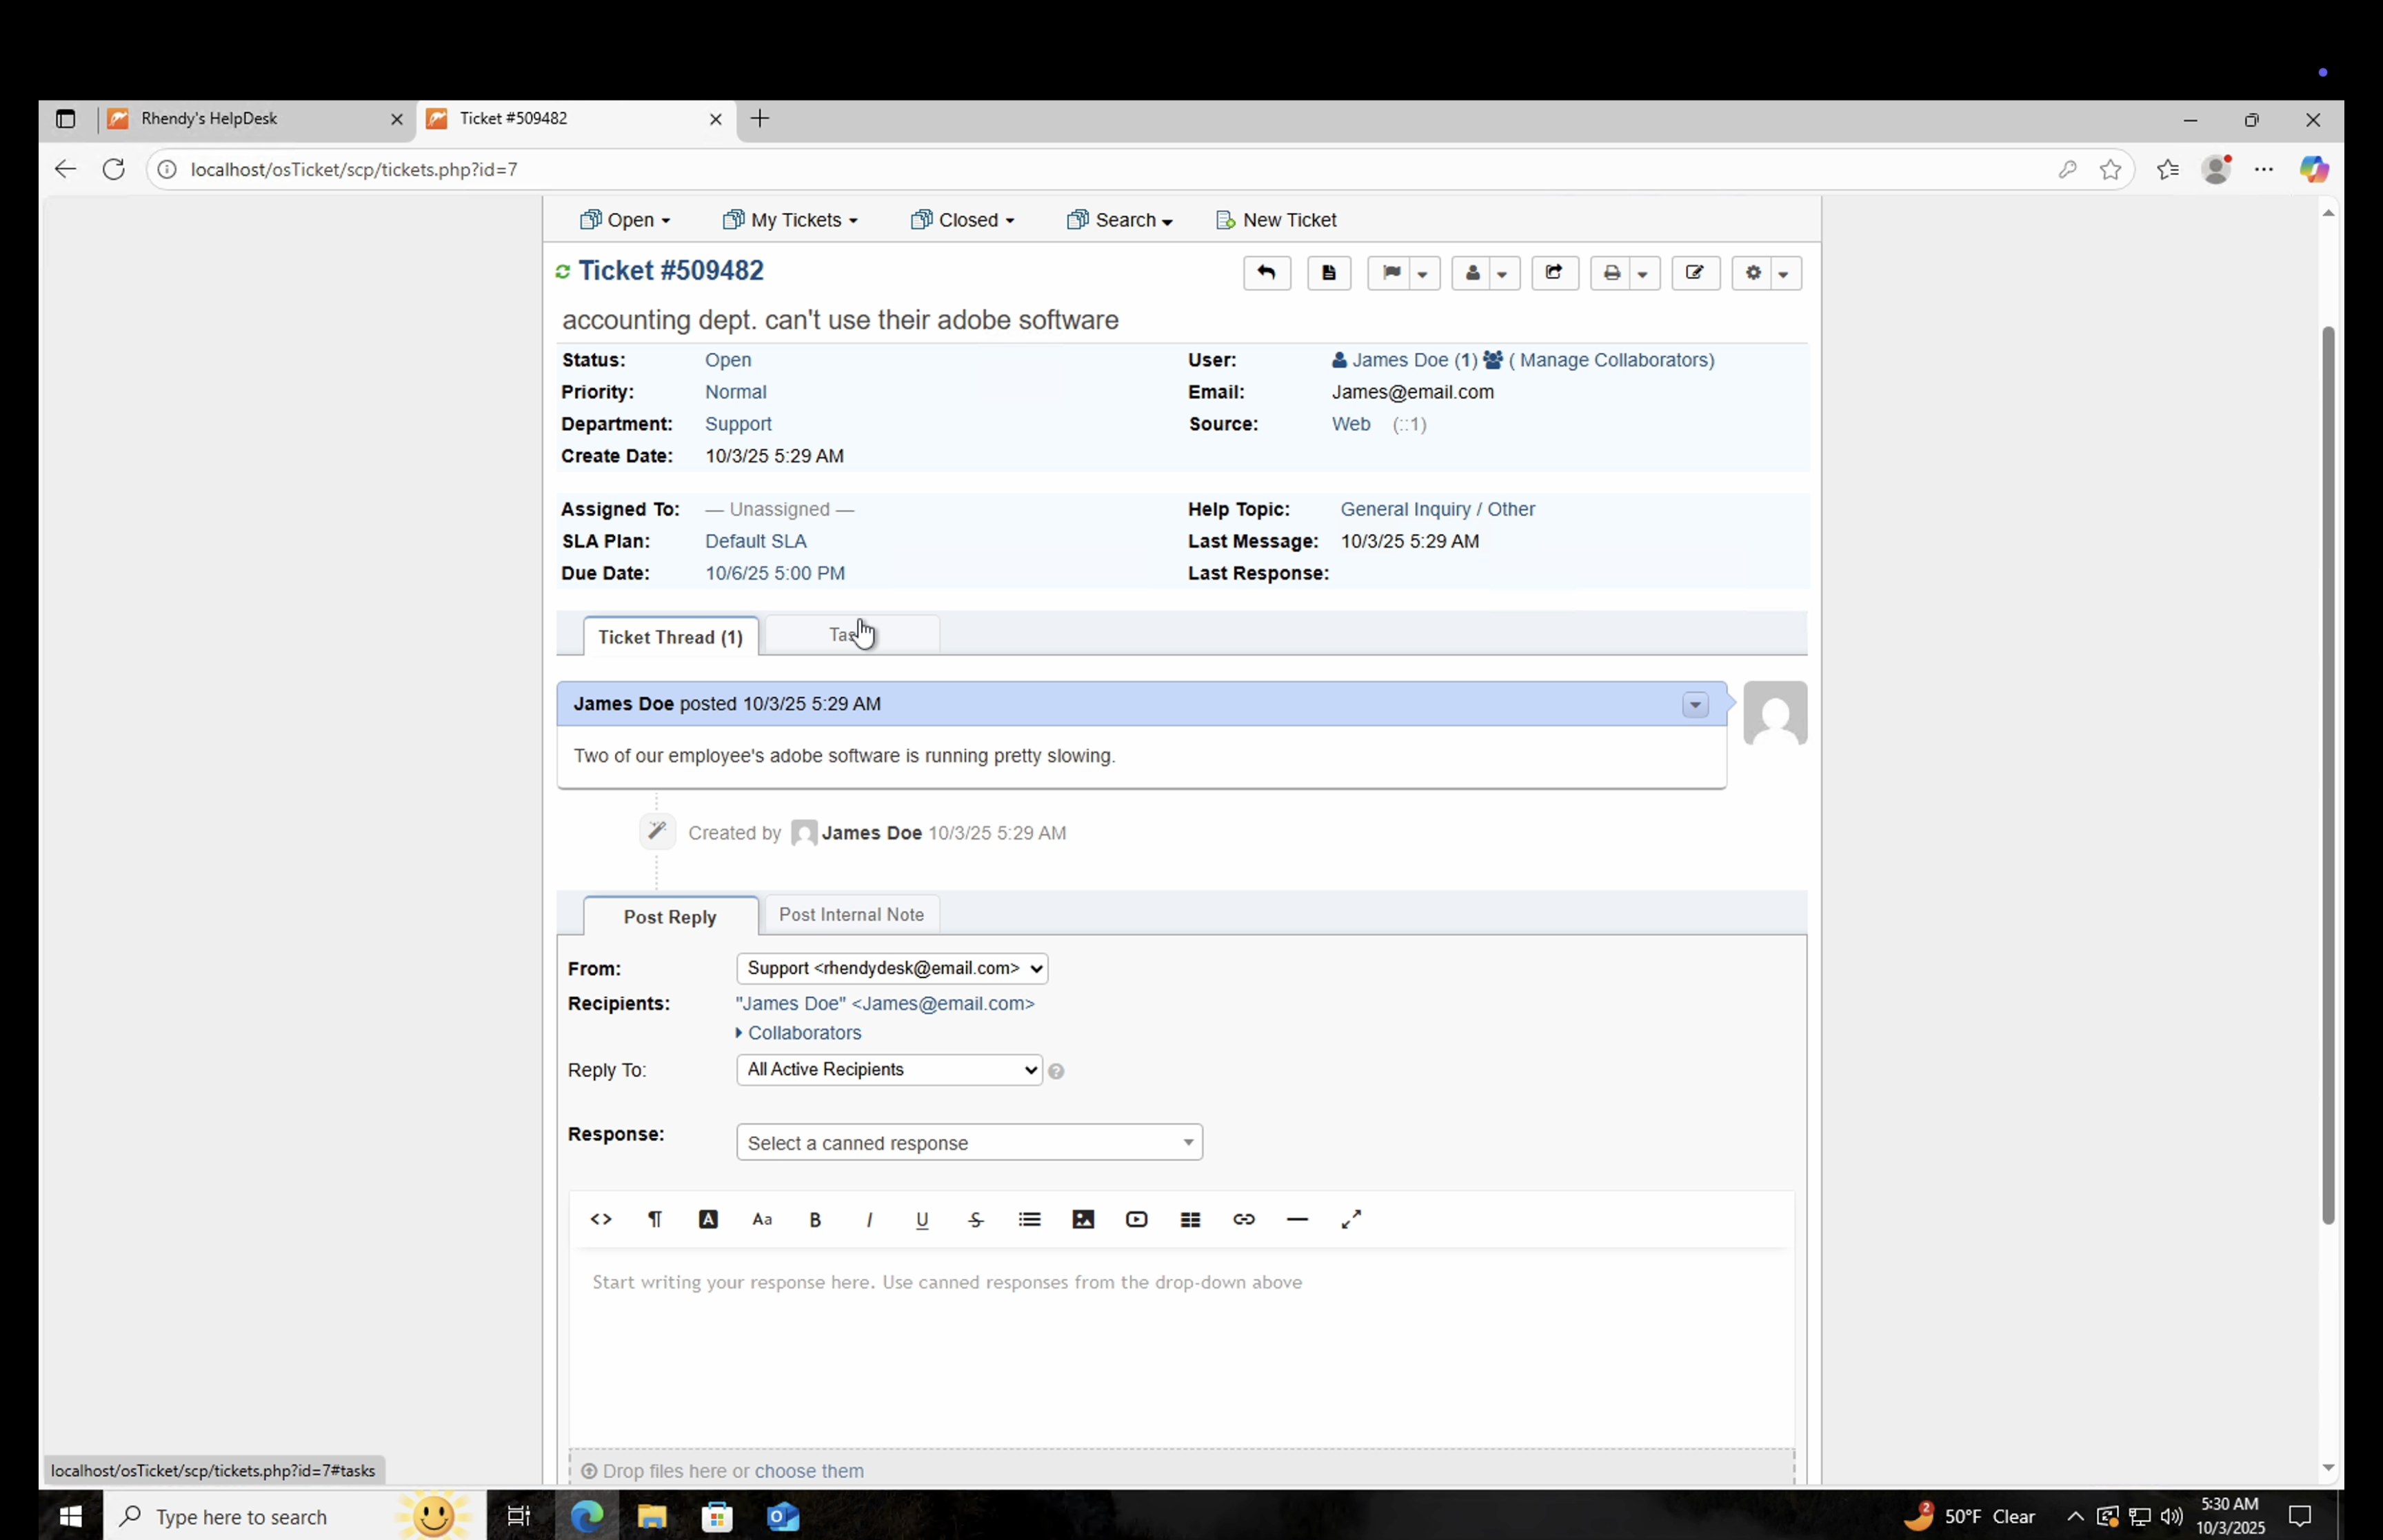 Rhendy's HelpDesk
Ticket #509482
localhost/osTicket/scp/tickets.php?id=7
Open
My Tickets
Closed
Search
New Ticket
Ticket #509482
accounting dept. can't use their adobe software
Status: Open
User: James Doe (1) ( Manage Collaborators)
Priority: Normal
Email: James@email.com
Department: Support
Source: Web (::1)
Create Date: 10/3/25 5:29 AM
Assigned To: — Unassigned —
Help Topic: General Inquiry / Other
SLA Plan: Default SLA
Last Message: 10/3/25 5:29 AM
Due Date: 10/6/25 5:00 PM
Last Response:
Ticket Thread (1)
James Doe posted 10/3/25 5:29 AM
Two of our employee's adobe software is running pretty slowing.
Created by James Doe 10/3/25 5:29 AM
Post Reply
Post Internal Note
From: Support <rhendydesk@email.com>
Recipients: "James Doe" <James@email.com>
Collaborators
Reply To: All Active Recipients ?
Response: Select a canned response
<> ¶ A Aa B I U S
Start writing your response here. Use canned responses from the drop-down above
Drop files here or choose them
localhost/osTicket/scp/tickets.php?id=7#tasks
Type here to search
2
50°F Clear
5:30 AM
10/3/2025